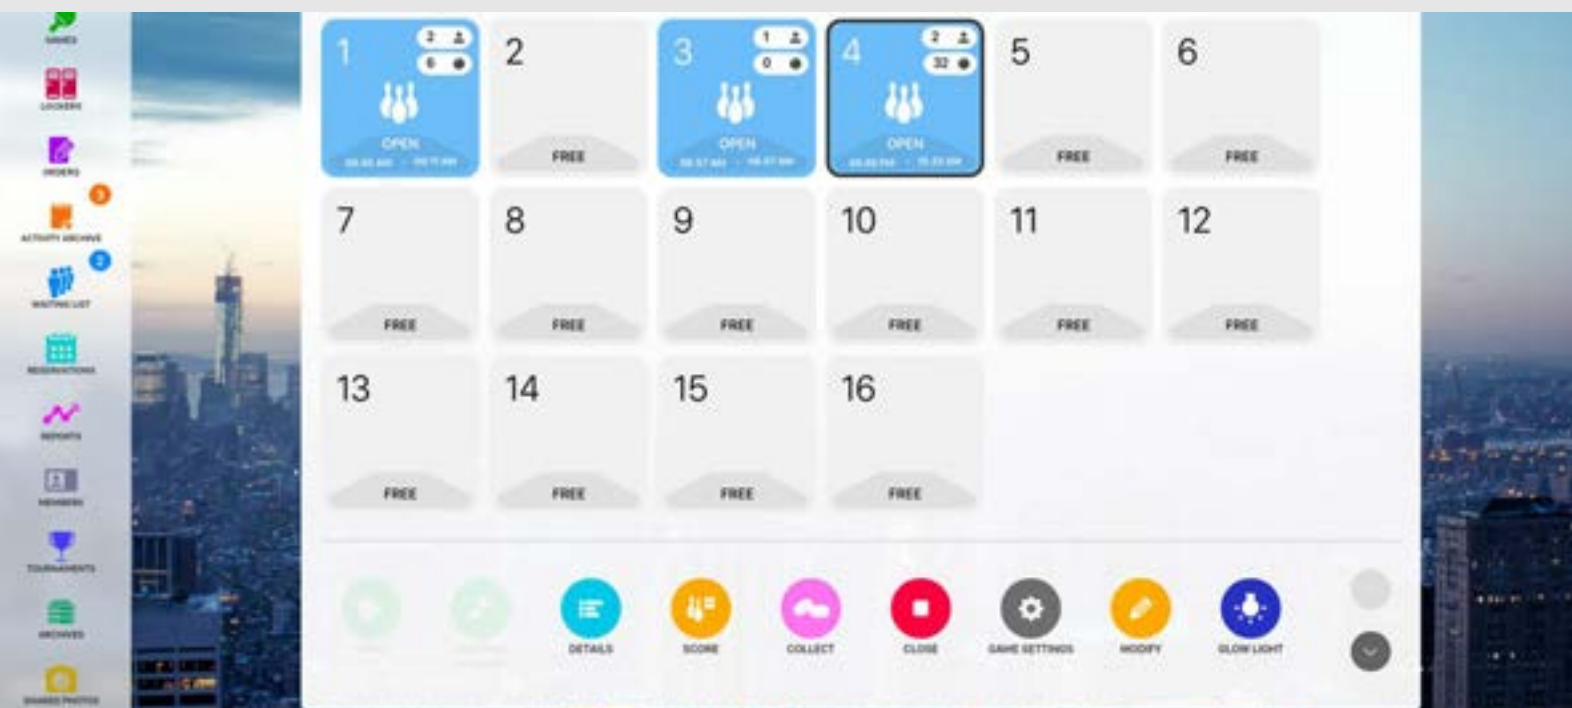 GAMES
LOCKERS
ORDERS
3
ACTIVITY ARCHIVE
2
WAITING LIST
RESERVATIONS
REPORTS
MEMBERS
TOURNAMENTS
ARCHIVES
SHARED PHOTOS
1
2
6
OPEN
2
FREE
3
1
0
OPEN
4
2
32
OPEN
5
FREE
6
FREE
7
FREE
8
FREE
9
FREE
10
FREE
11
FREE
12
FREE
13
FREE
14
FREE
15
FREE
16
FREE
DETAILS
SCORE
COLLECT
CLOSE
GAME SETTINGS
MODIFY
GLOW LIGHT